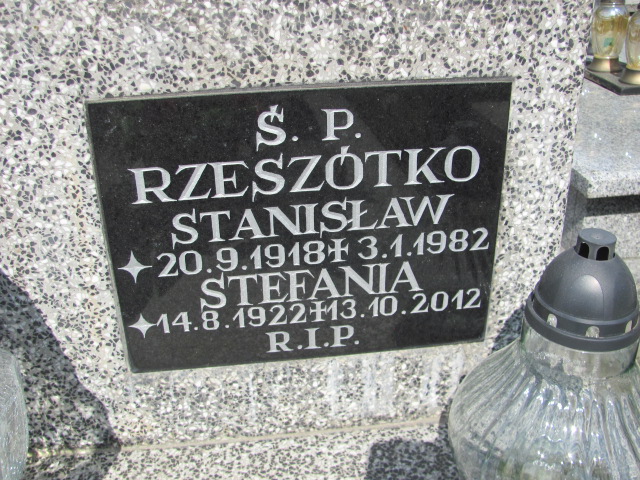 Ś. P.
RZESZÓTKO
STANISŁAW
20.9.1918 ✝ 3.1.1982
STEFANIA
14.8.1922 ✝ 13.10.2012
R.I.P.